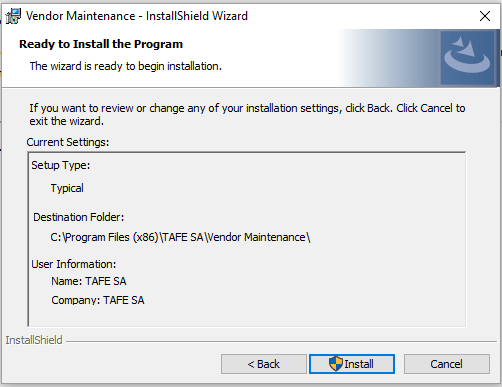 Vendor Maintenance - InstallShield Wizard
Ready to Install the Program
The wizard is ready to begin installation.
If you want to review or change any of your installation settings, click Back. Click Cancel to
exit the wizard.
Current Settings:
Setup Type:
Typical
Destination Folder:
C:\Program Files (x86)\TAFE SA\Vendor Maintenance\
User Information:
Name: TAFE SA
Company: TAFE SA
InstallShield
< Back
Install
Cancel